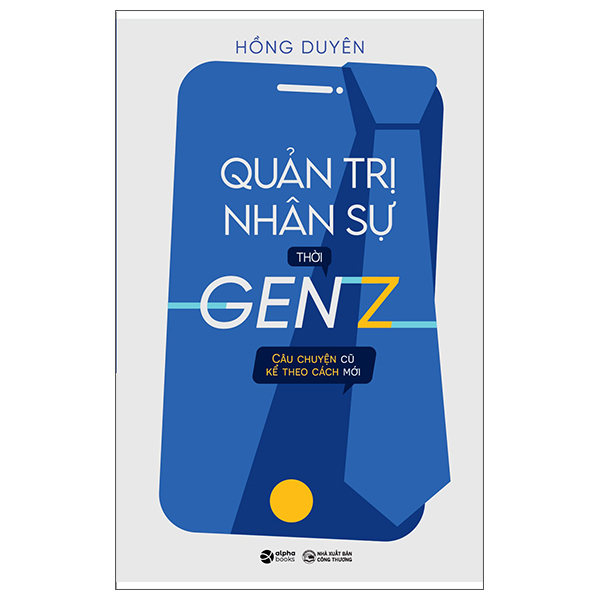 HỒNG DUYÊN
QUẢN TRỊ
NHÂN SỰ
THỜI
GEN Z
CÂU CHUYỆN CŨ
KỂ THEO CÁCH MỚI
alpha
books
NHÀ XUẤT BẢN
CÔNG THƯƠNG